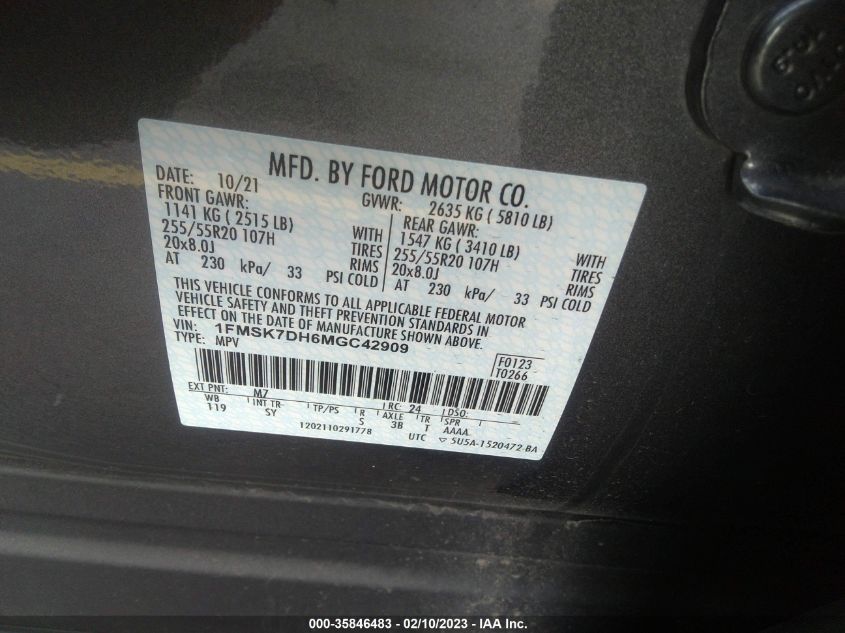 MFD. BY FORD MOTOR CO.
DATE: 10/21 GVWR: 2635 KG ( 5810 LB)
FRONT GAWR: REAR GAWR:
1141 KG ( 2515 LB) WITH 1547 KG ( 3410 LB) WITH
255/55R20 107H TIRES 255/55R20 107H TIRES
20x8.0J RIMS 20x8.0J RIMS
AT 230 kPa/ 33 PSI COLD AT 230 kPa/ 33 PSI COLD
THIS VEHICLE CONFORMS TO ALL APPLICABLE FEDERAL MOTOR
VEHICLE SAFETY AND THEFT PREVENTION STANDARDS IN
EFFECT ON THE DATE OF MANUFACTURE SHOWN ABOVE.
VIN: 1FMSK7DH6MGC42909
TYPE: MPV
F0123
T0266
EXT PNT: M7 RC: 24 DSO:
WB INT TR TP/PS R AXLE TR SPR
119 SY S 3B T AAAA
1202110291778
UTC ▽ 5U5A-1520472-BA
000-35846483 - 02/10/2023 - IAA Inc.